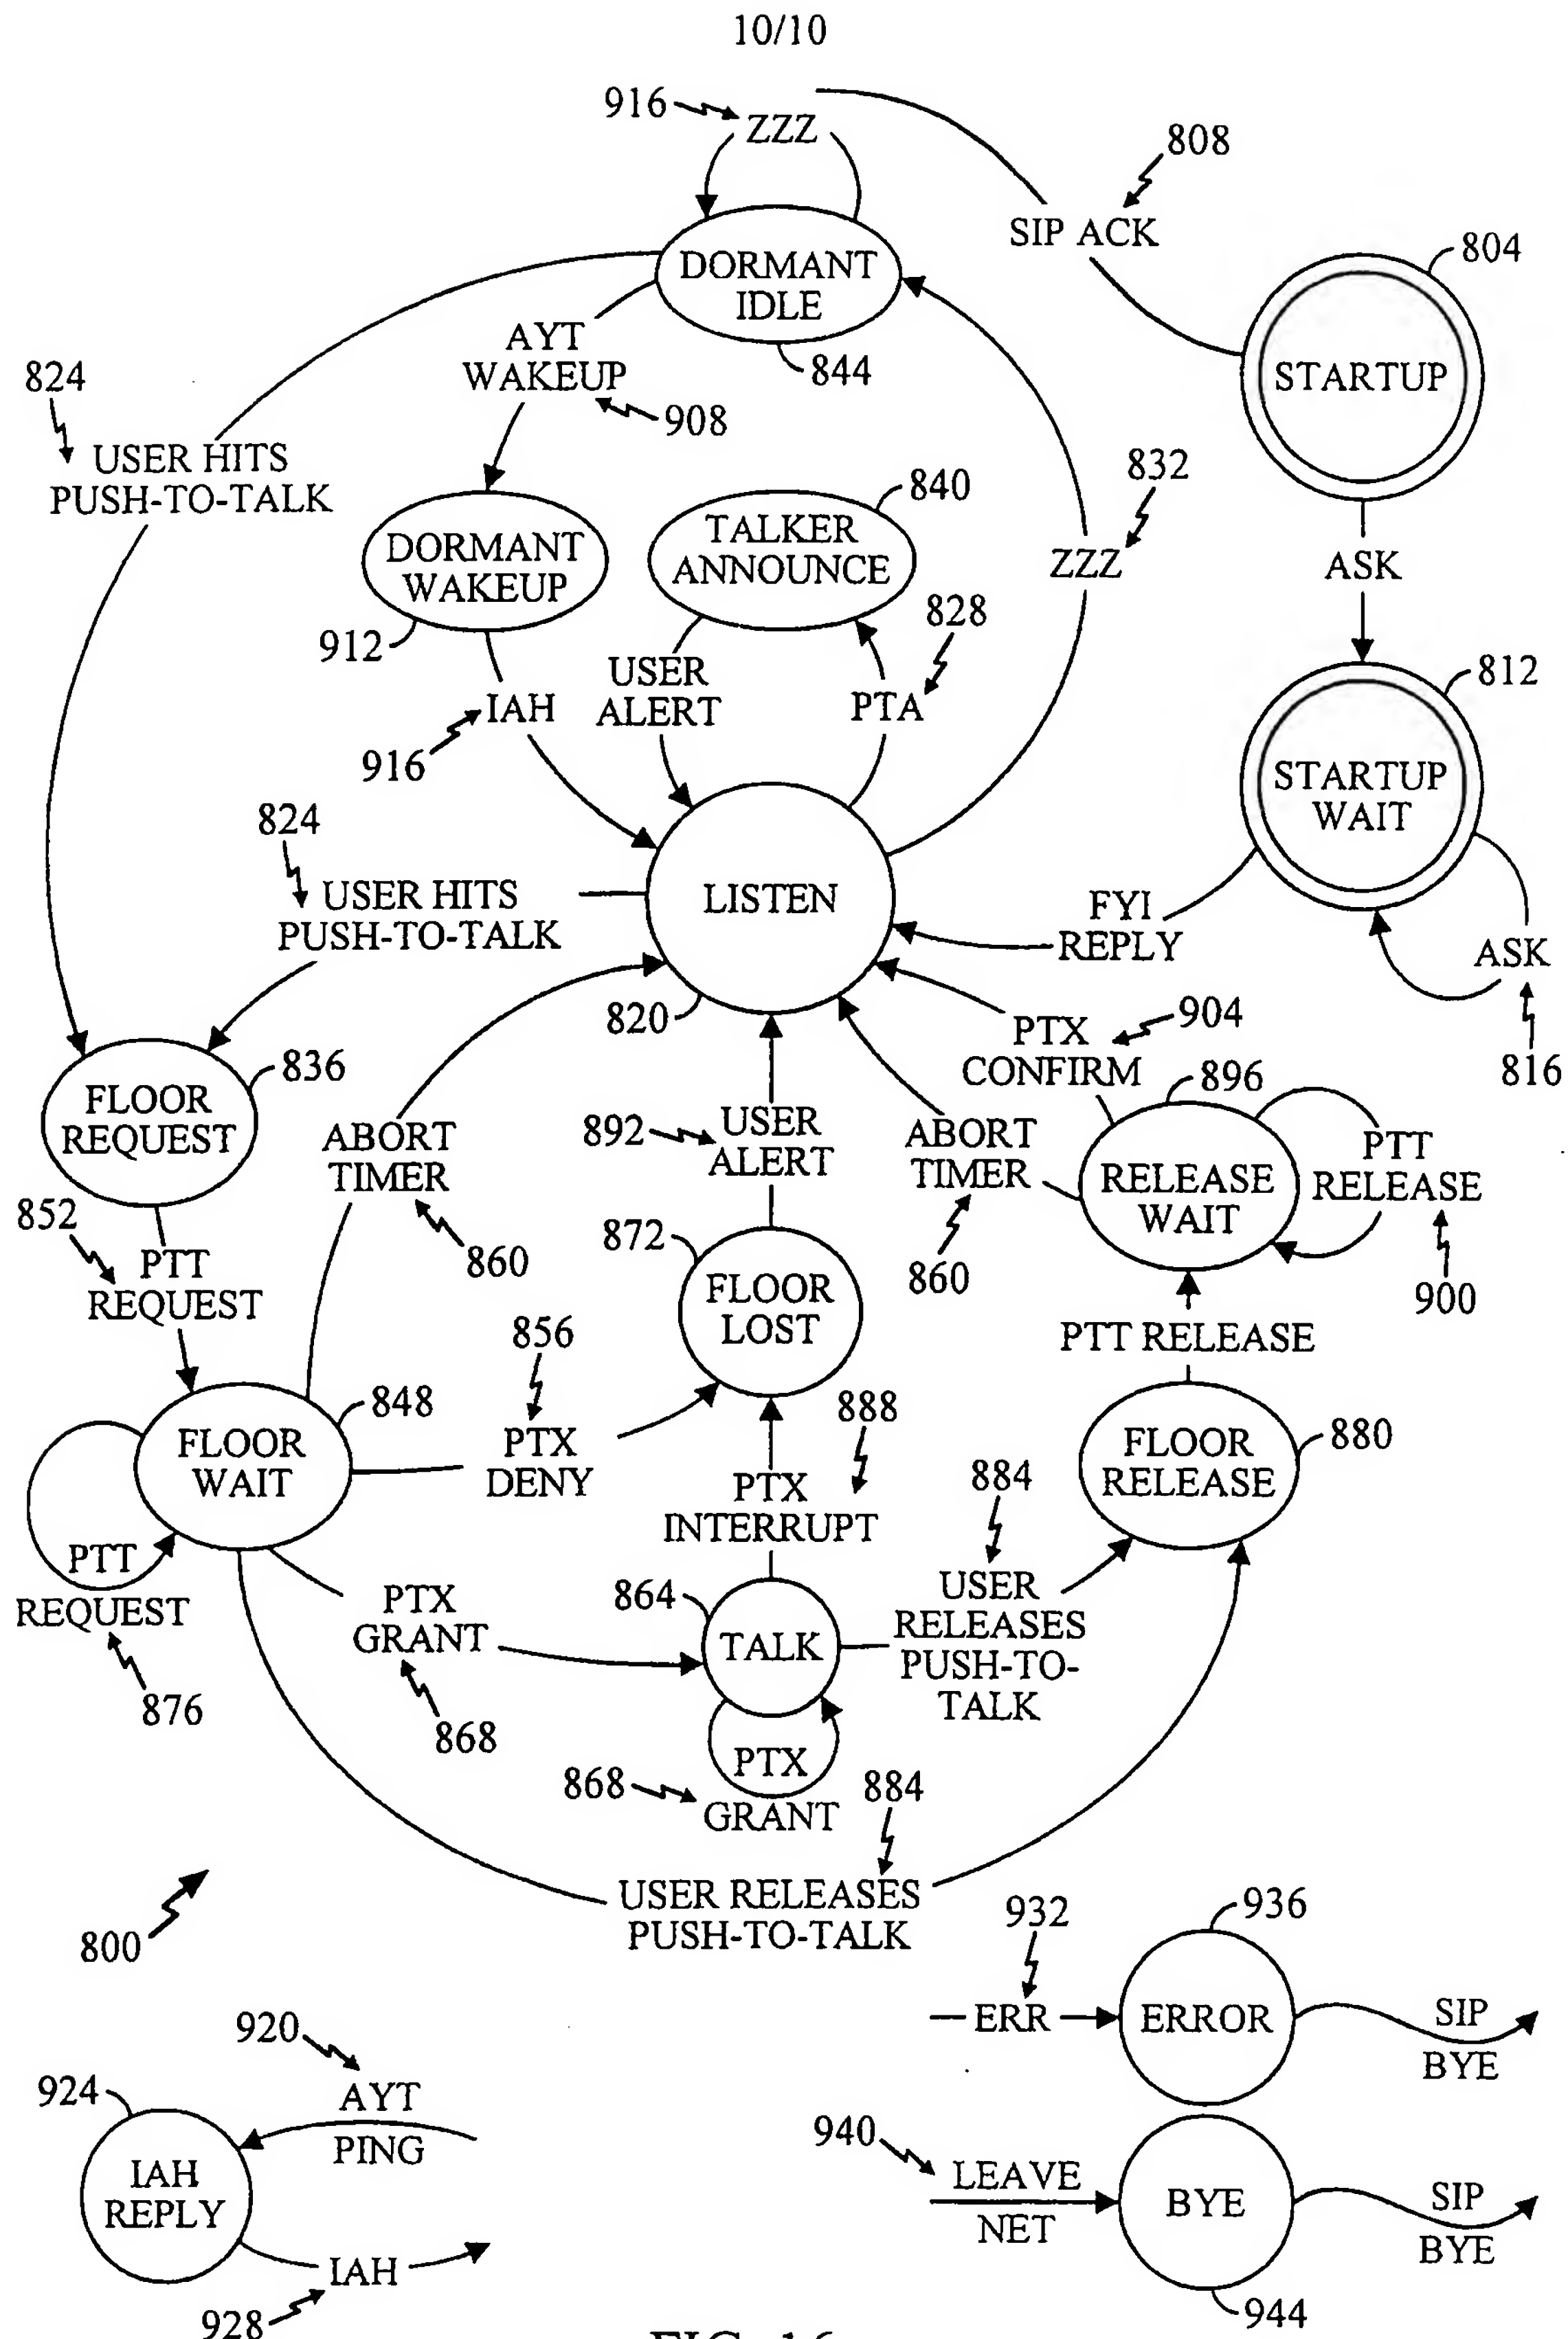 10/10
916
ZZZ
808
SIP ACK
804
DORMANT
IDLE
STARTUP
844
AYT
WAKEUP
908
824
USER HITS
PUSH-TO-TALK
832
840
ZZZ
ASK
TALKER
ANNOUNCE
DORMANT
WAKEUP
912
828
USER
ALERT
PTA
IAH
916
812
STARTUP
WAIT
824
USER HITS
PUSH-TO-TALK
LISTEN
FYI
REPLY
ASK
816
820
904
PTX
CONFIRM
896
836
FLOOR
REQUEST
ABORT
TIMER
860
892
USER
ALERT
ABORT
TIMER
860
RELEASE
WAIT
PTT
RELEASE
900
852
PTT
REQUEST
872
FLOOR
LOST
PTT RELEASE
856
PTX
DENY
848
FLOOR
WAIT
888
PTX
INTERRUPT
FLOOR
RELEASE
880
884
USER
RELEASES
PUSH-TO-
TALK
PTT
REQUEST
876
PTX
GRANT
868
864
TALK
PTX
GRANT
868
884
USER RELEASES
PUSH-TO-TALK
800
932
ERR
936
ERROR
SIP
BYE
920
AYT
PING
924
IAH
REPLY
IAH
928
940
LEAVE
NET
BYE
SIP
BYE
944